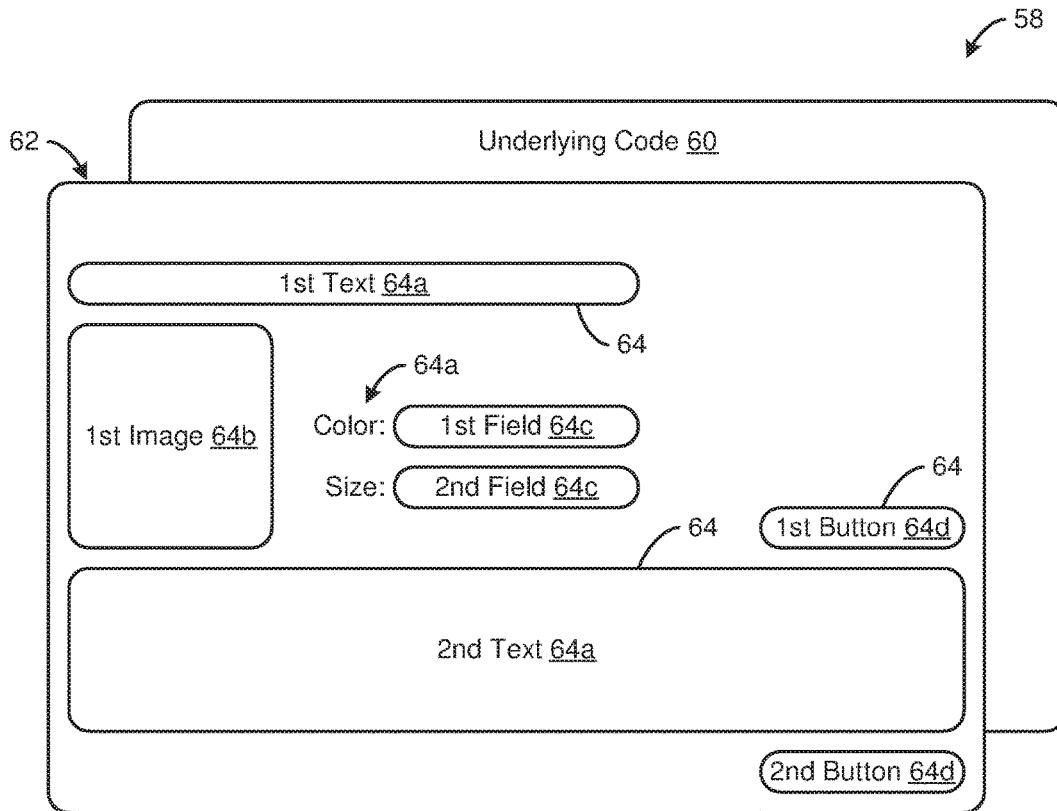 58
Underlying Code 60
62
1st Text 64a
64
64a
1st Image 64b
Color: 1st Field 64c
Size: 2nd Field 64c
64
1st Button 64d
64
2nd Text 64a
2nd Button 64d